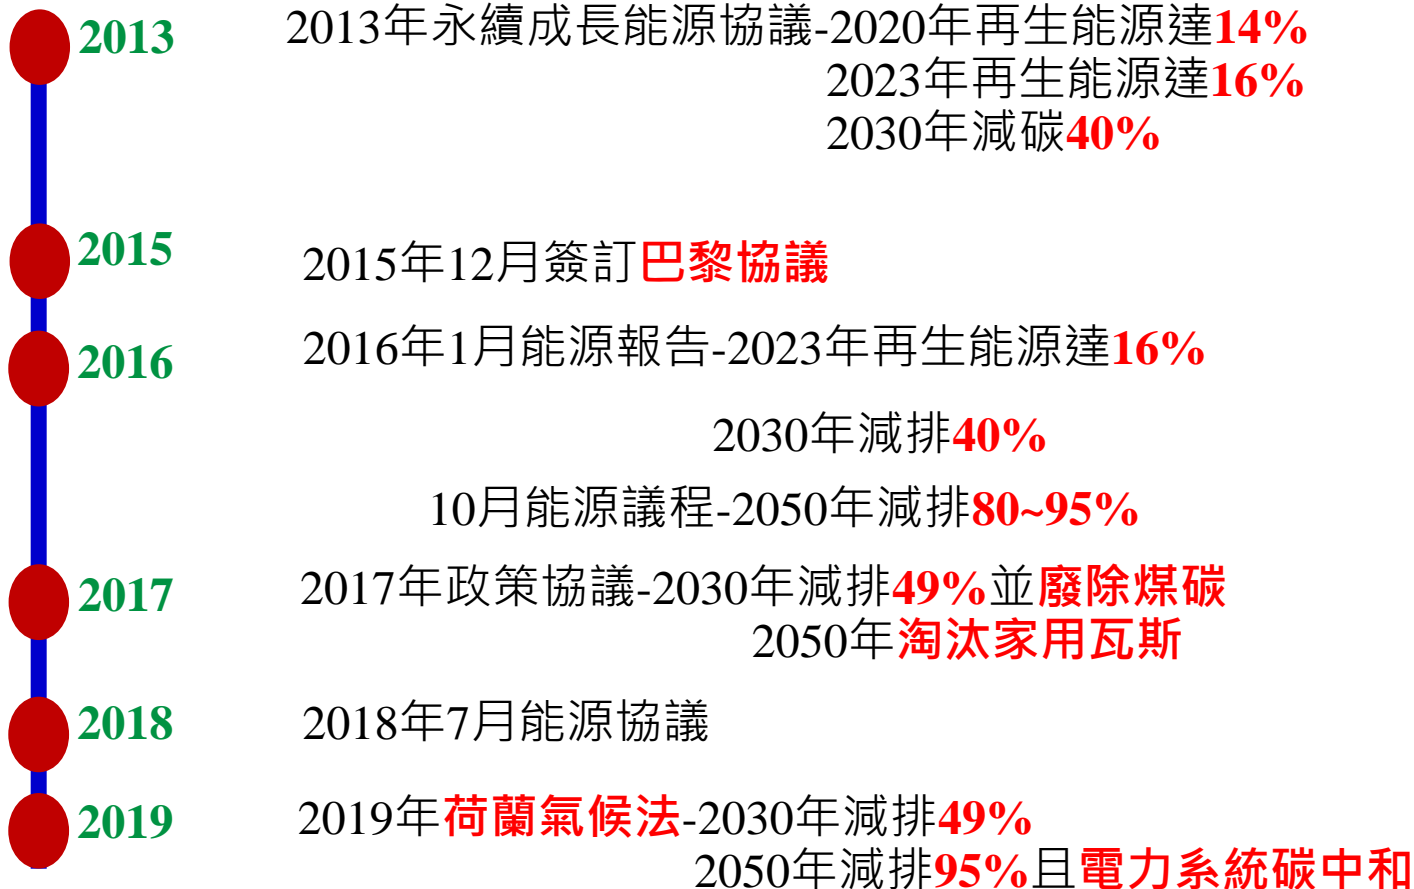 2013 2013年永續成長能源協議-2020年再生能源達14%
2023年再生能源達16%
2030年減碳40%
2015 2015年12月簽訂巴黎協議
2016 2016年1月能源報告-2023年再生能源達16%
2030年減排40%
10月能源議程-2050年減排80~95%
2017 2017年政策協議-2030年減排49%並廢除煤碳
2050年淘汰家用瓦斯
2018 2018年7月能源協議
2019 2019年荷蘭氣候法-2030年減排49%
2050年減排95%且電力系統碳中和